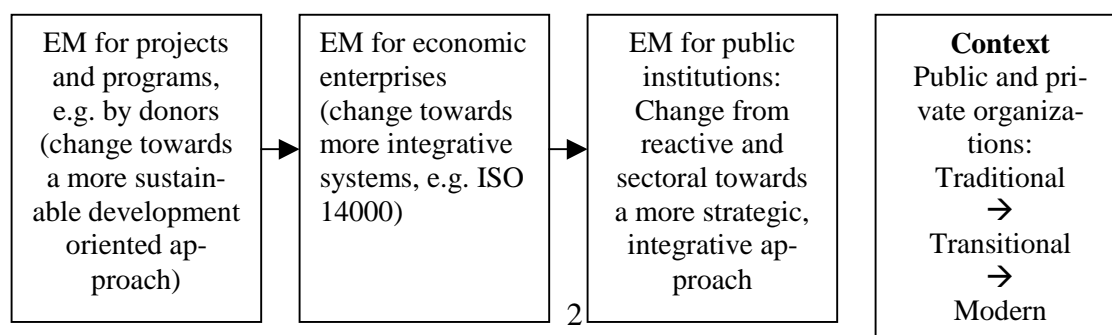 EM for projects
and programs,
e.g. by donors
(change towards
a more sustain-
able development
oriented ap-
proach)
EM for economic
enterprises
(change towards
more integrative
systems, e.g. ISO
14000)
EM for public
institutions:
Change from
reactive and
sectoral towards
a more strategic,
integrative ap-
proach
Context
Public and pri-
vate organiza-
tions:
Traditional
→
Transitional
→
Modern
2